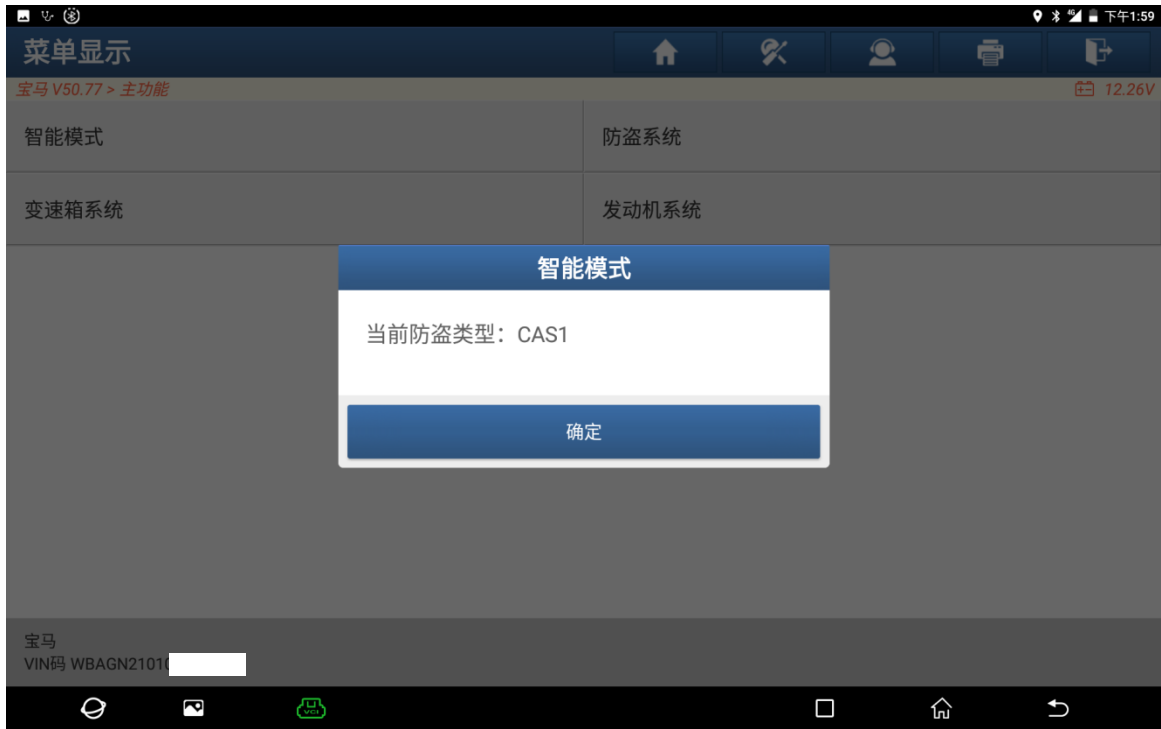 4G
下午1:59
菜单显示
宝马 V50.77 > 主功能
12.26V
智能模式
防盗系统
变速箱系统
发动机系统
智能模式
当前防盗类型：CAS1
确定
宝马
VIN码 WBAGN21010
VCI